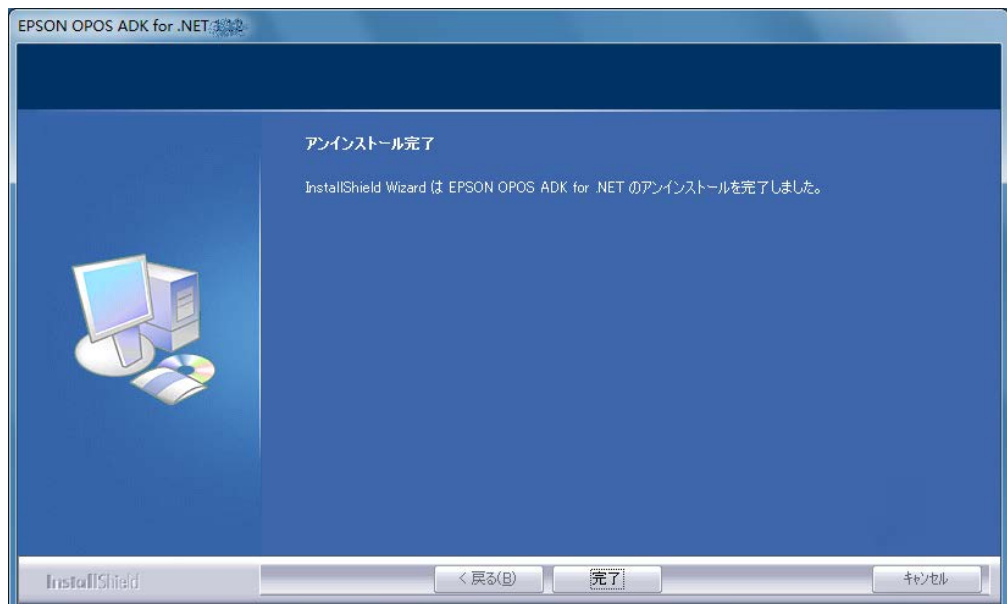 EPSON OPOS ADK for .NET
アンインストール完了
InstallShield Wizard は EPSON OPOS ADK for .NET のアンインストールを完了しました。
InstallShield
< 戻る(B)
完了
キャンセル